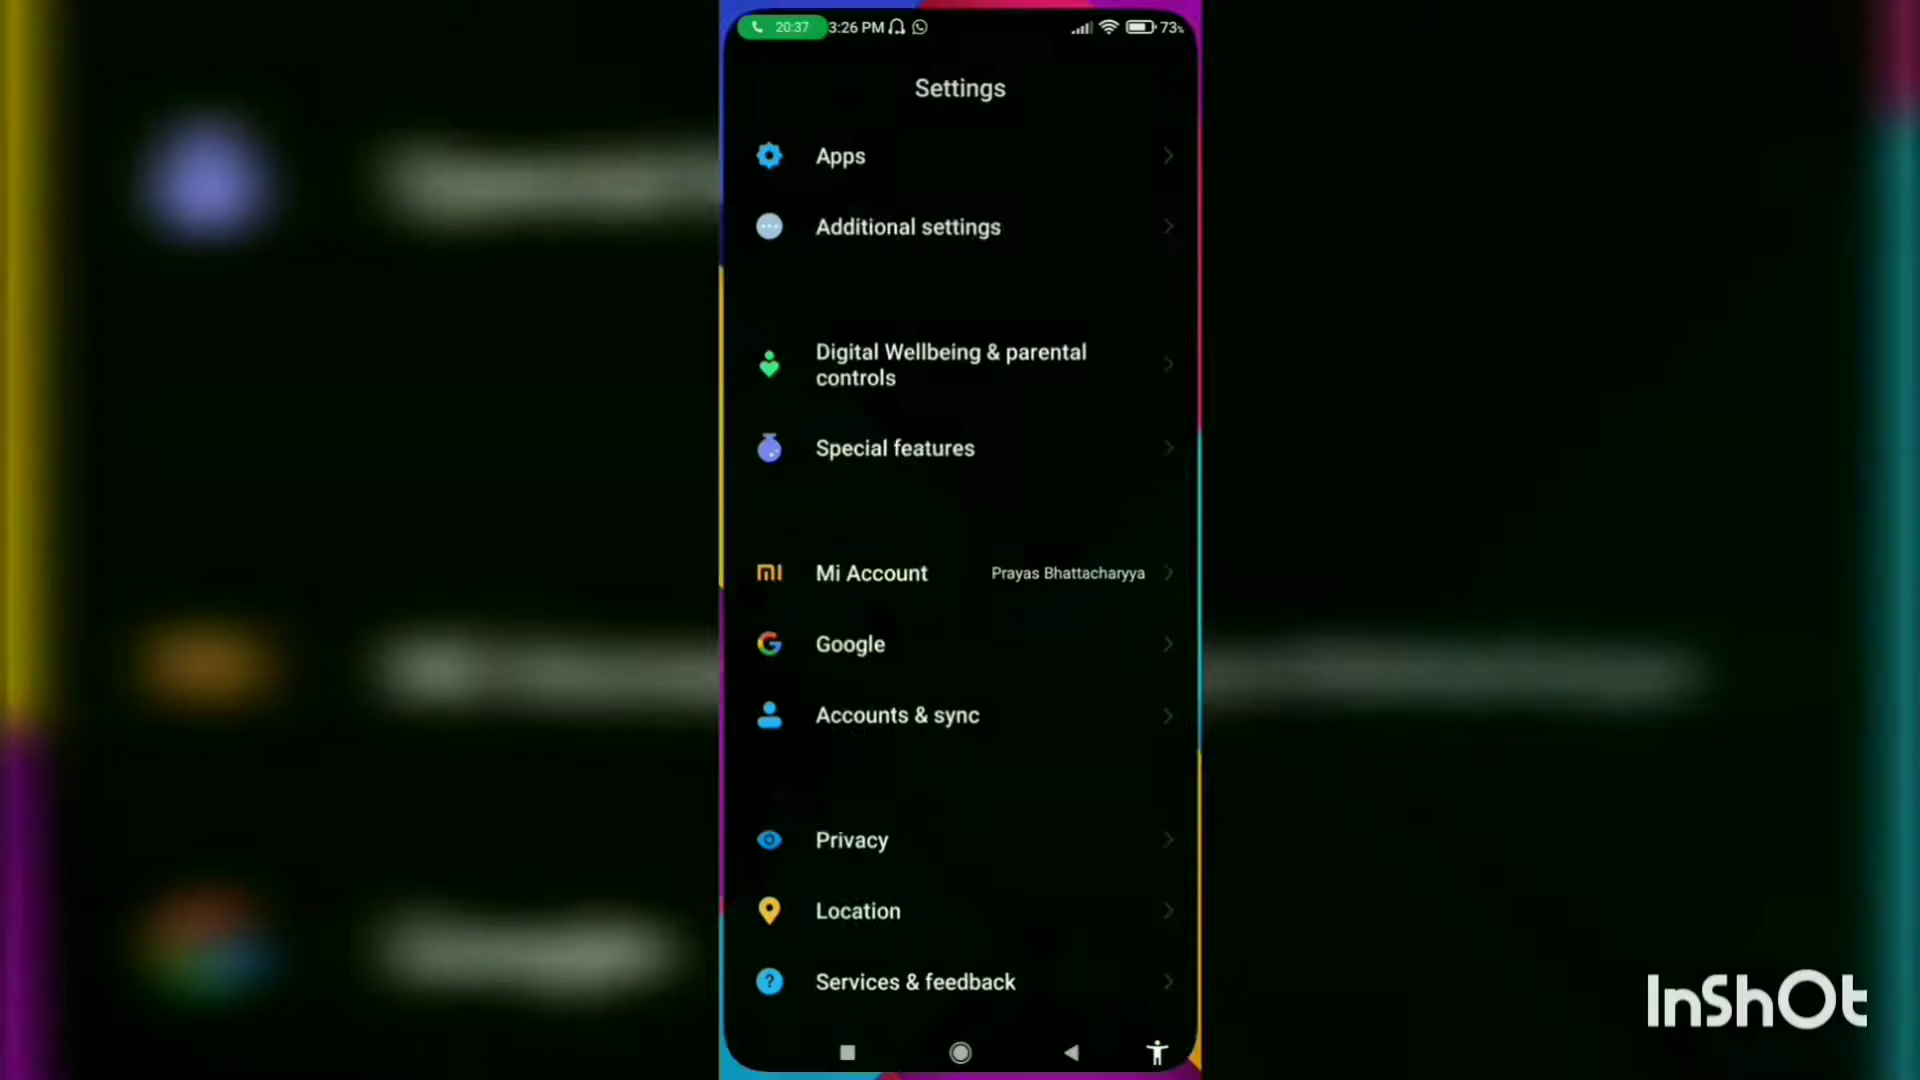 20:37 3:26 PM 73%
Settings
Apps
Additional settings
Digital Wellbeing & parental
controls
Special features
Mi Account Prayas Bhattacharyya
Google
Accounts & sync
Privacy
Location
Services & feedback
InShOt